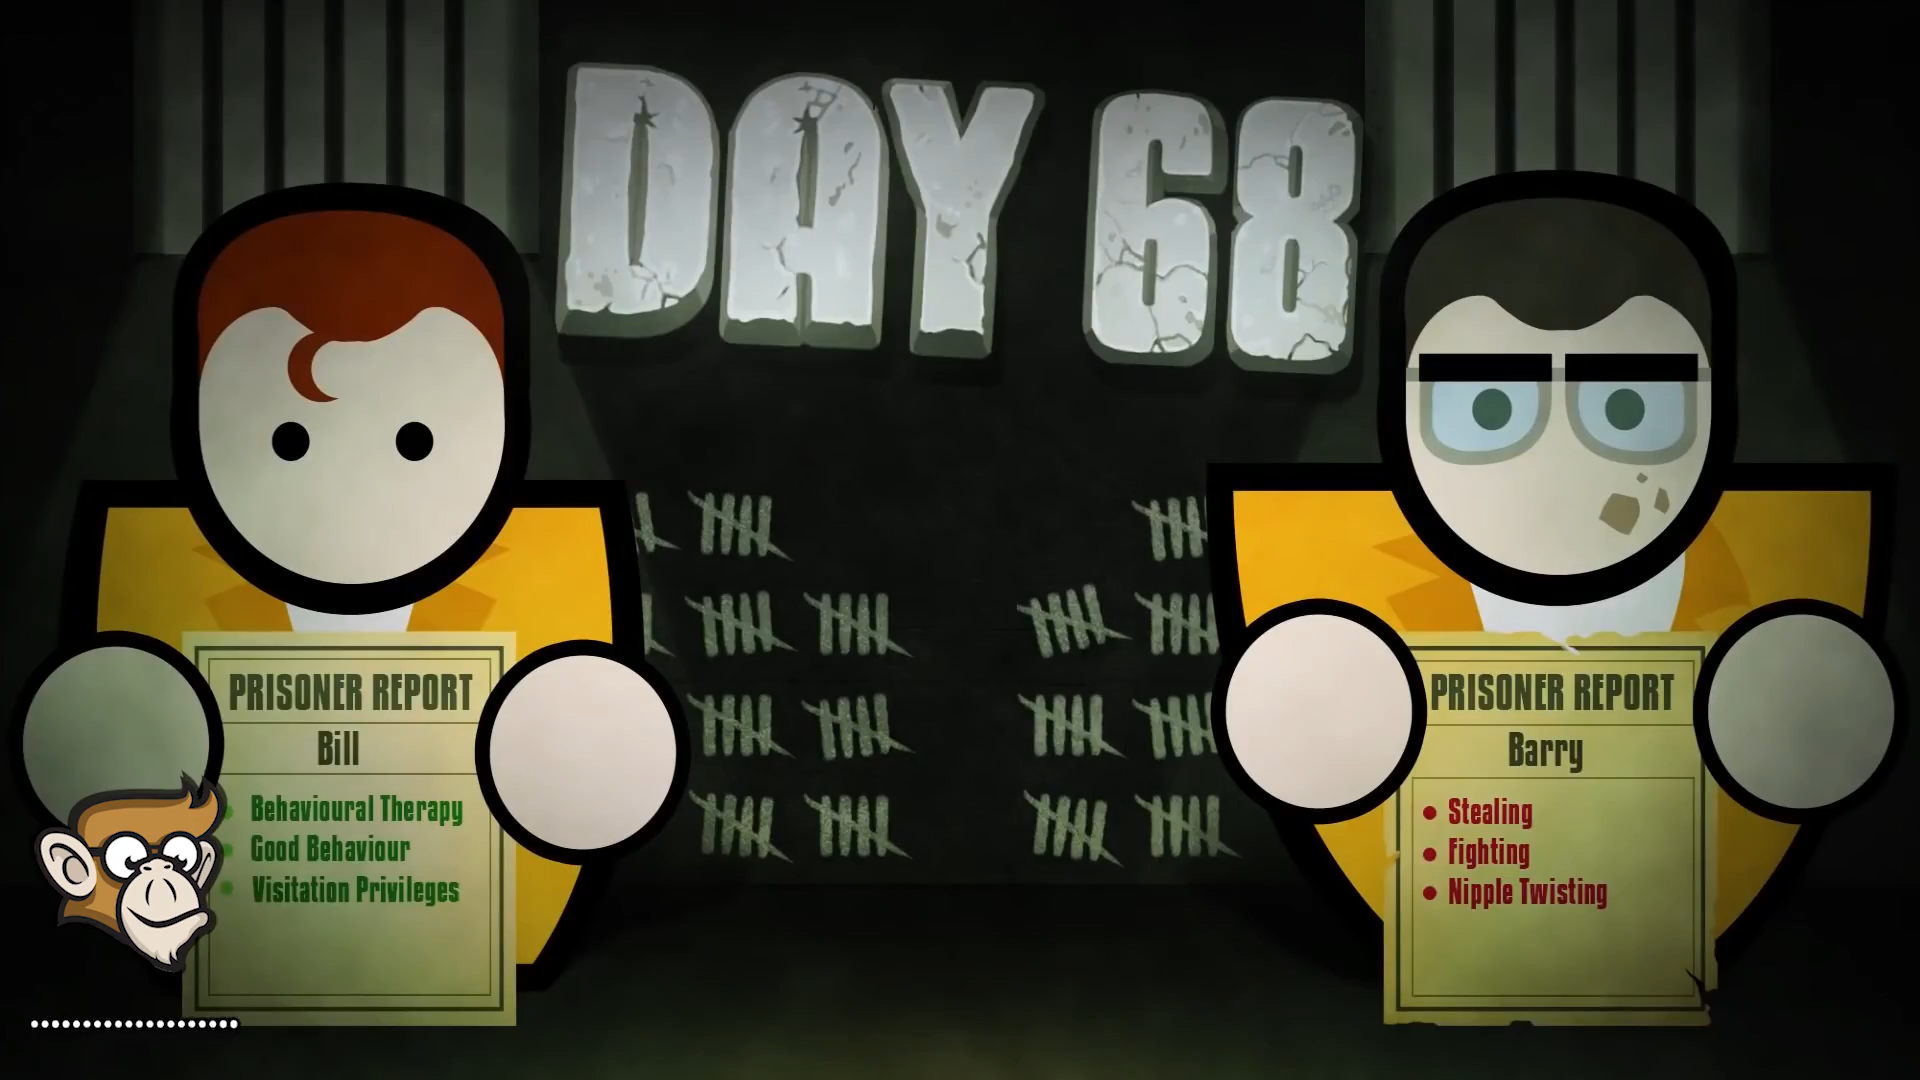 DAY 68
PRISONER REPORT
Bill
Behavioural Therapy
Good Behaviour
Visitation Privileges
PRISONER REPORT
Barry
Stealing
Fighting
Nipple Twisting